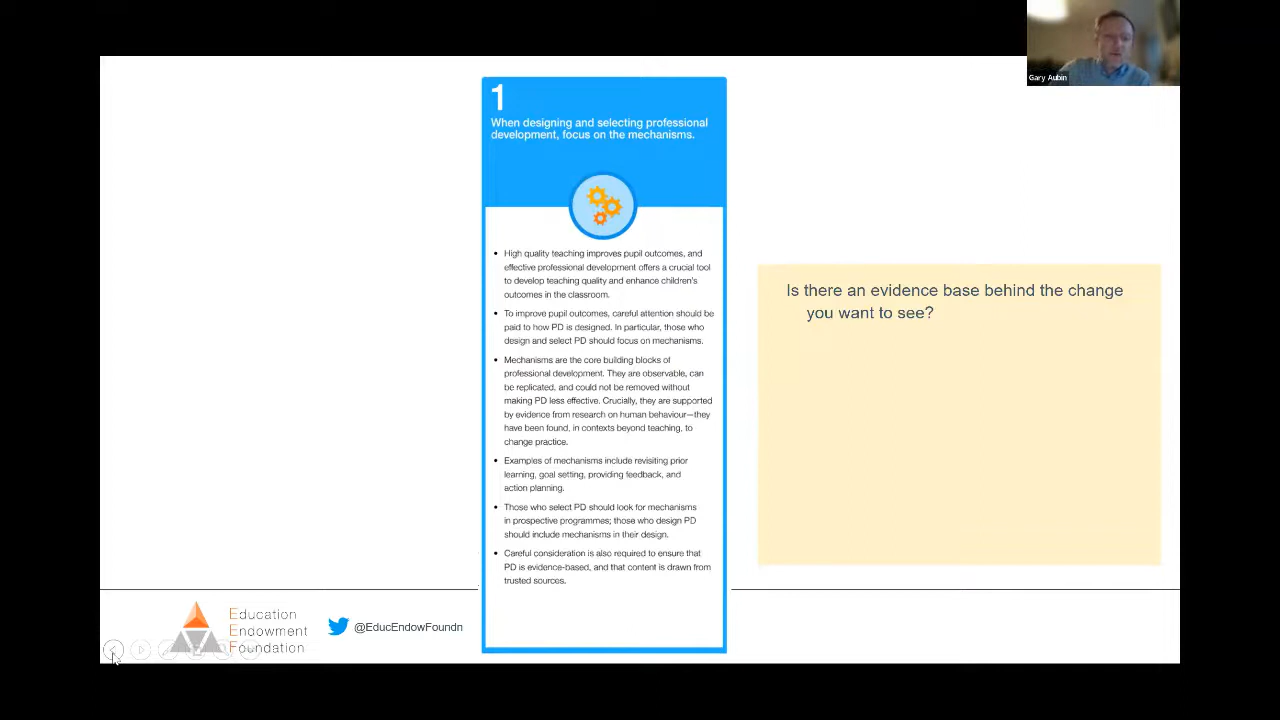 Gary Aubin
1
When designing and selecting professional
development, focus on the mechanisms.
• High quality teaching improves pupil outcomes, and
effective professional development offers a crucial tool
to develop teaching quality and enhance children's
outcomes in the classroom.
• To improve pupil outcomes, careful attention should be
paid to how PD is designed. In particular, those who
design and select PD should focus on mechanisms.
• Mechanisms are the core building blocks of
professional development. They are observable, can
be replicated, and could not be removed without
making PD less effective. Crucially, they are supported
by evidence from research on human behaviour—they
have been found, in contexts beyond teaching, to
change practice.
• Examples of mechanisms include revisiting prior
learning, goal setting, providing feedback, and
action planning.
• Those who select PD should look for mechanisms
in prospective programmes; those who design PD
should include mechanisms in their design.
• Careful consideration is also required to ensure that
PD is evidence-based, and that content is drawn from
trusted sources.
Is there an evidence base behind the change
you want to see?
Education
Endowment
Foundation
@EducEndowFoundn